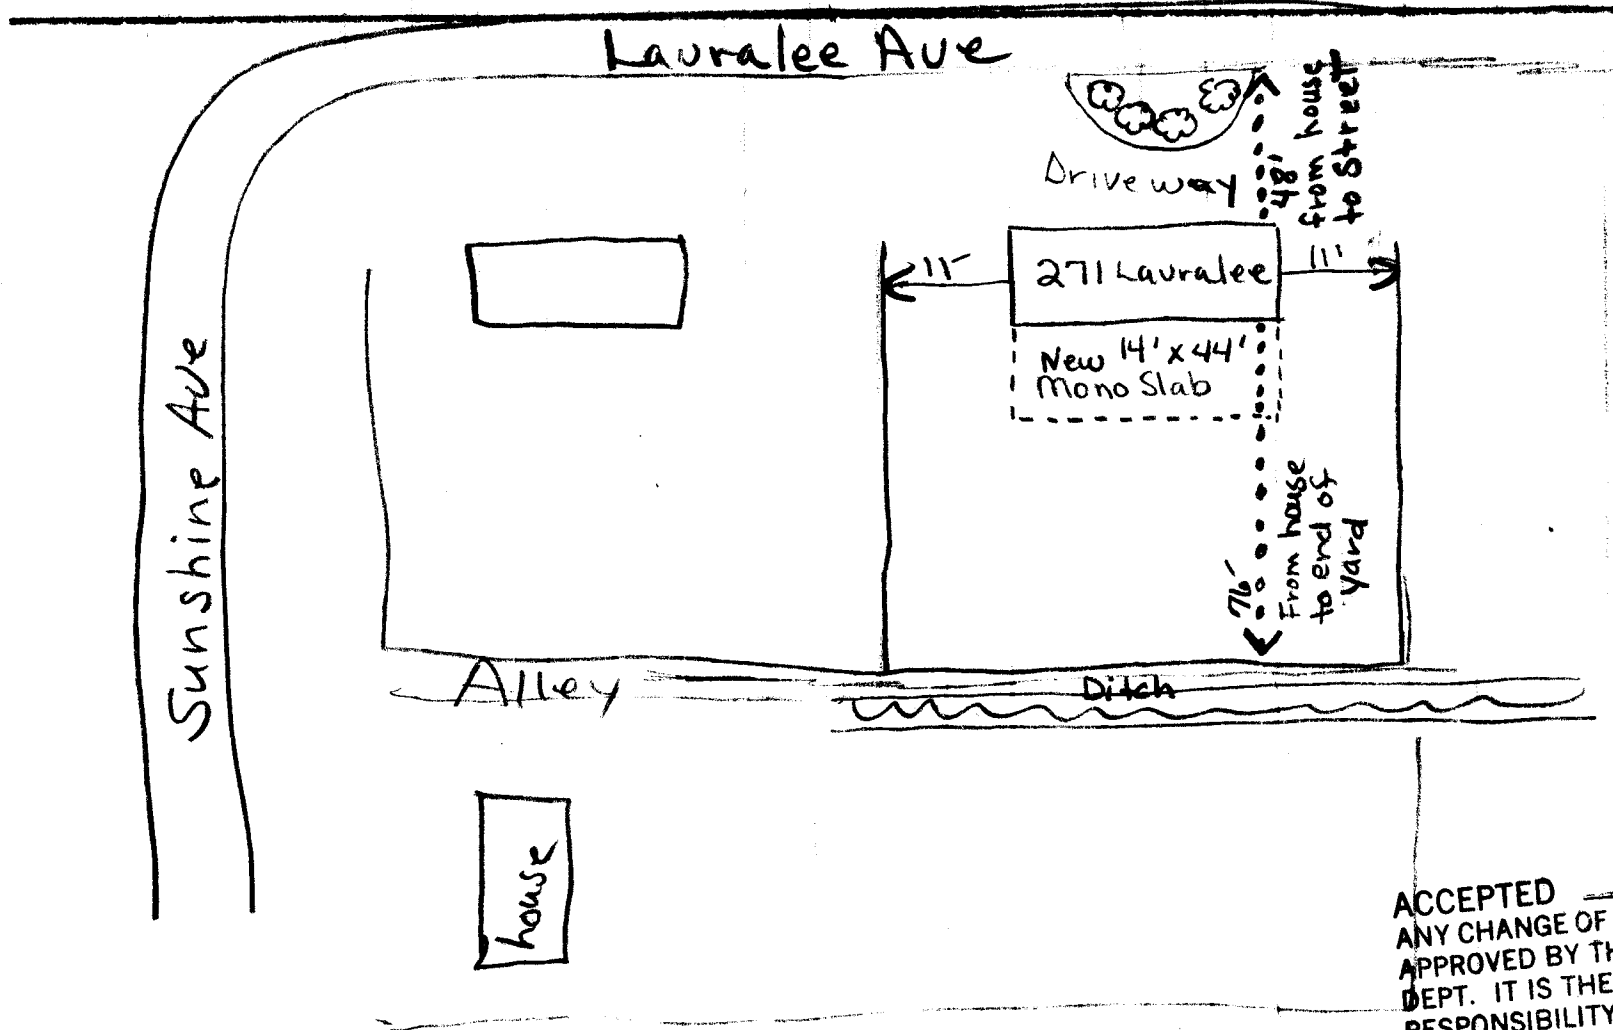 Lauralee Ave
48'
from house
to Street
Driveway
11'
271 Lauralee
11'
New 14' x 44'
Mono Slab
Sunshine Ave
76'
From house
to end of
yard
Alley
Ditch
house
ACCEPTED
ANY CHANGE OF
APPROVED BY TH
DEPT. IT IS THE
RESPONSIBILITY